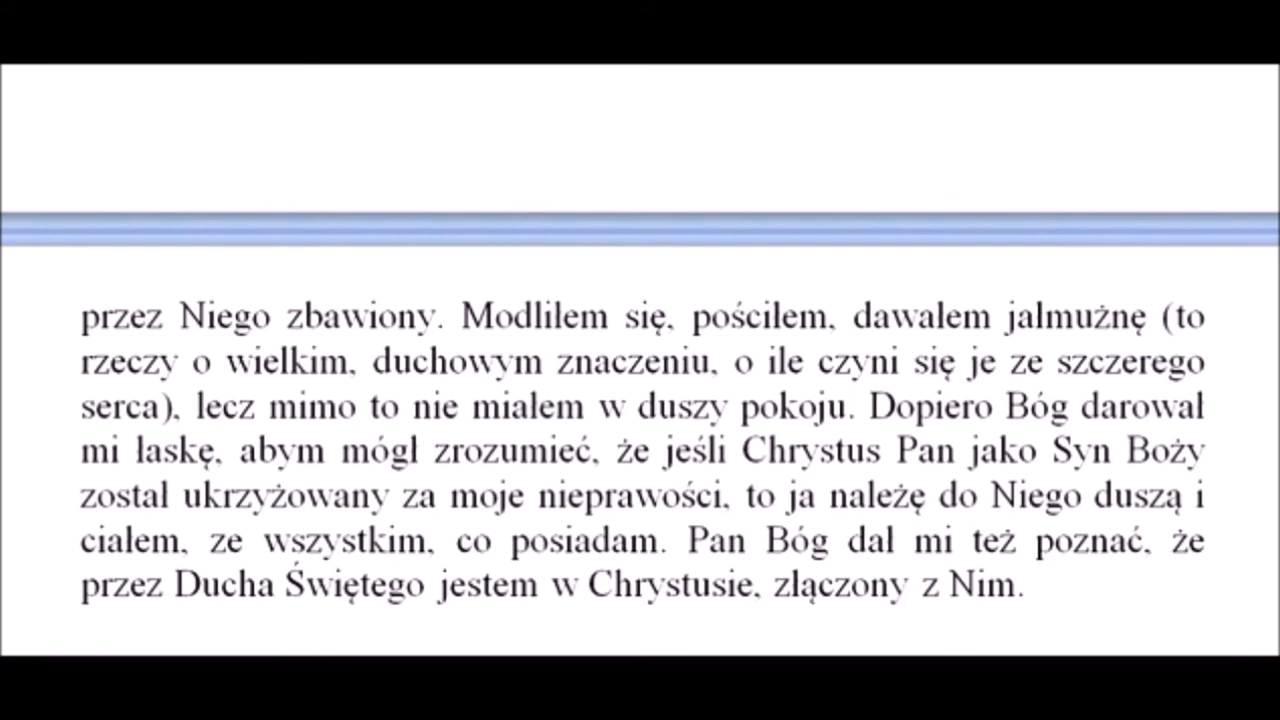 przez Niego zbawiony. Modliłem się, pościłem, dawałem jałmużnę (to
rzeczy o wielkim, duchowym znaczeniu, o ile czyni się je ze szczerego
serca), lecz mimo to nie miałem w duszy pokoju. Dopiero Bóg darował
mi łaskę, abym mógł zrozumieć, że jeśli Chrystus Pan jako Syn Boży
został ukrzyżowany za moje nieprawości, to ja należę do Niego duszą i
ciałem, ze wszystkim, co posiadam. Pan Bóg dał mi też poznać, że
przez Ducha Świętego jestem w Chrystusie, złączony z Nim.